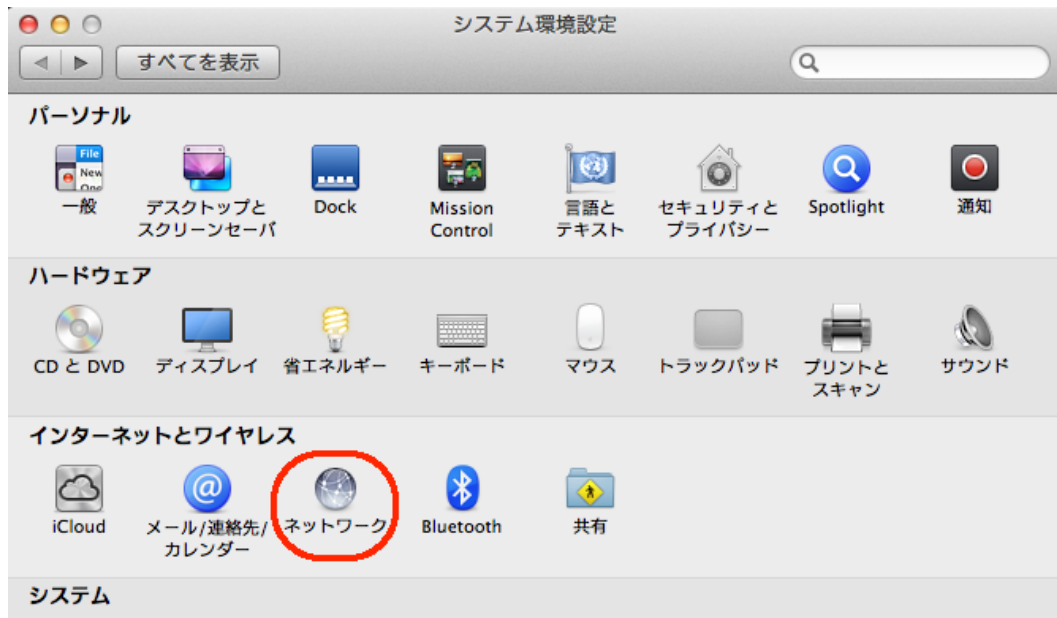 システム環境設定
すべてを表示
パーソナル
File
New
One
一般
デスクトップと
スクリーンセーバ
Dock
Mission
Control
言語と
テキスト
セキュリティと
プライバシー
Spotlight
通知
ハードウェア
CD と DVD
ディスプレイ
省エネルギー
キーボード
マウス
トラックパッド
プリントと
スキャン
サウンド
インターネットとワイヤレス
iCloud
@
メール/連絡先/
カレンダー
ネットワーク
Bluetooth
共有
システム